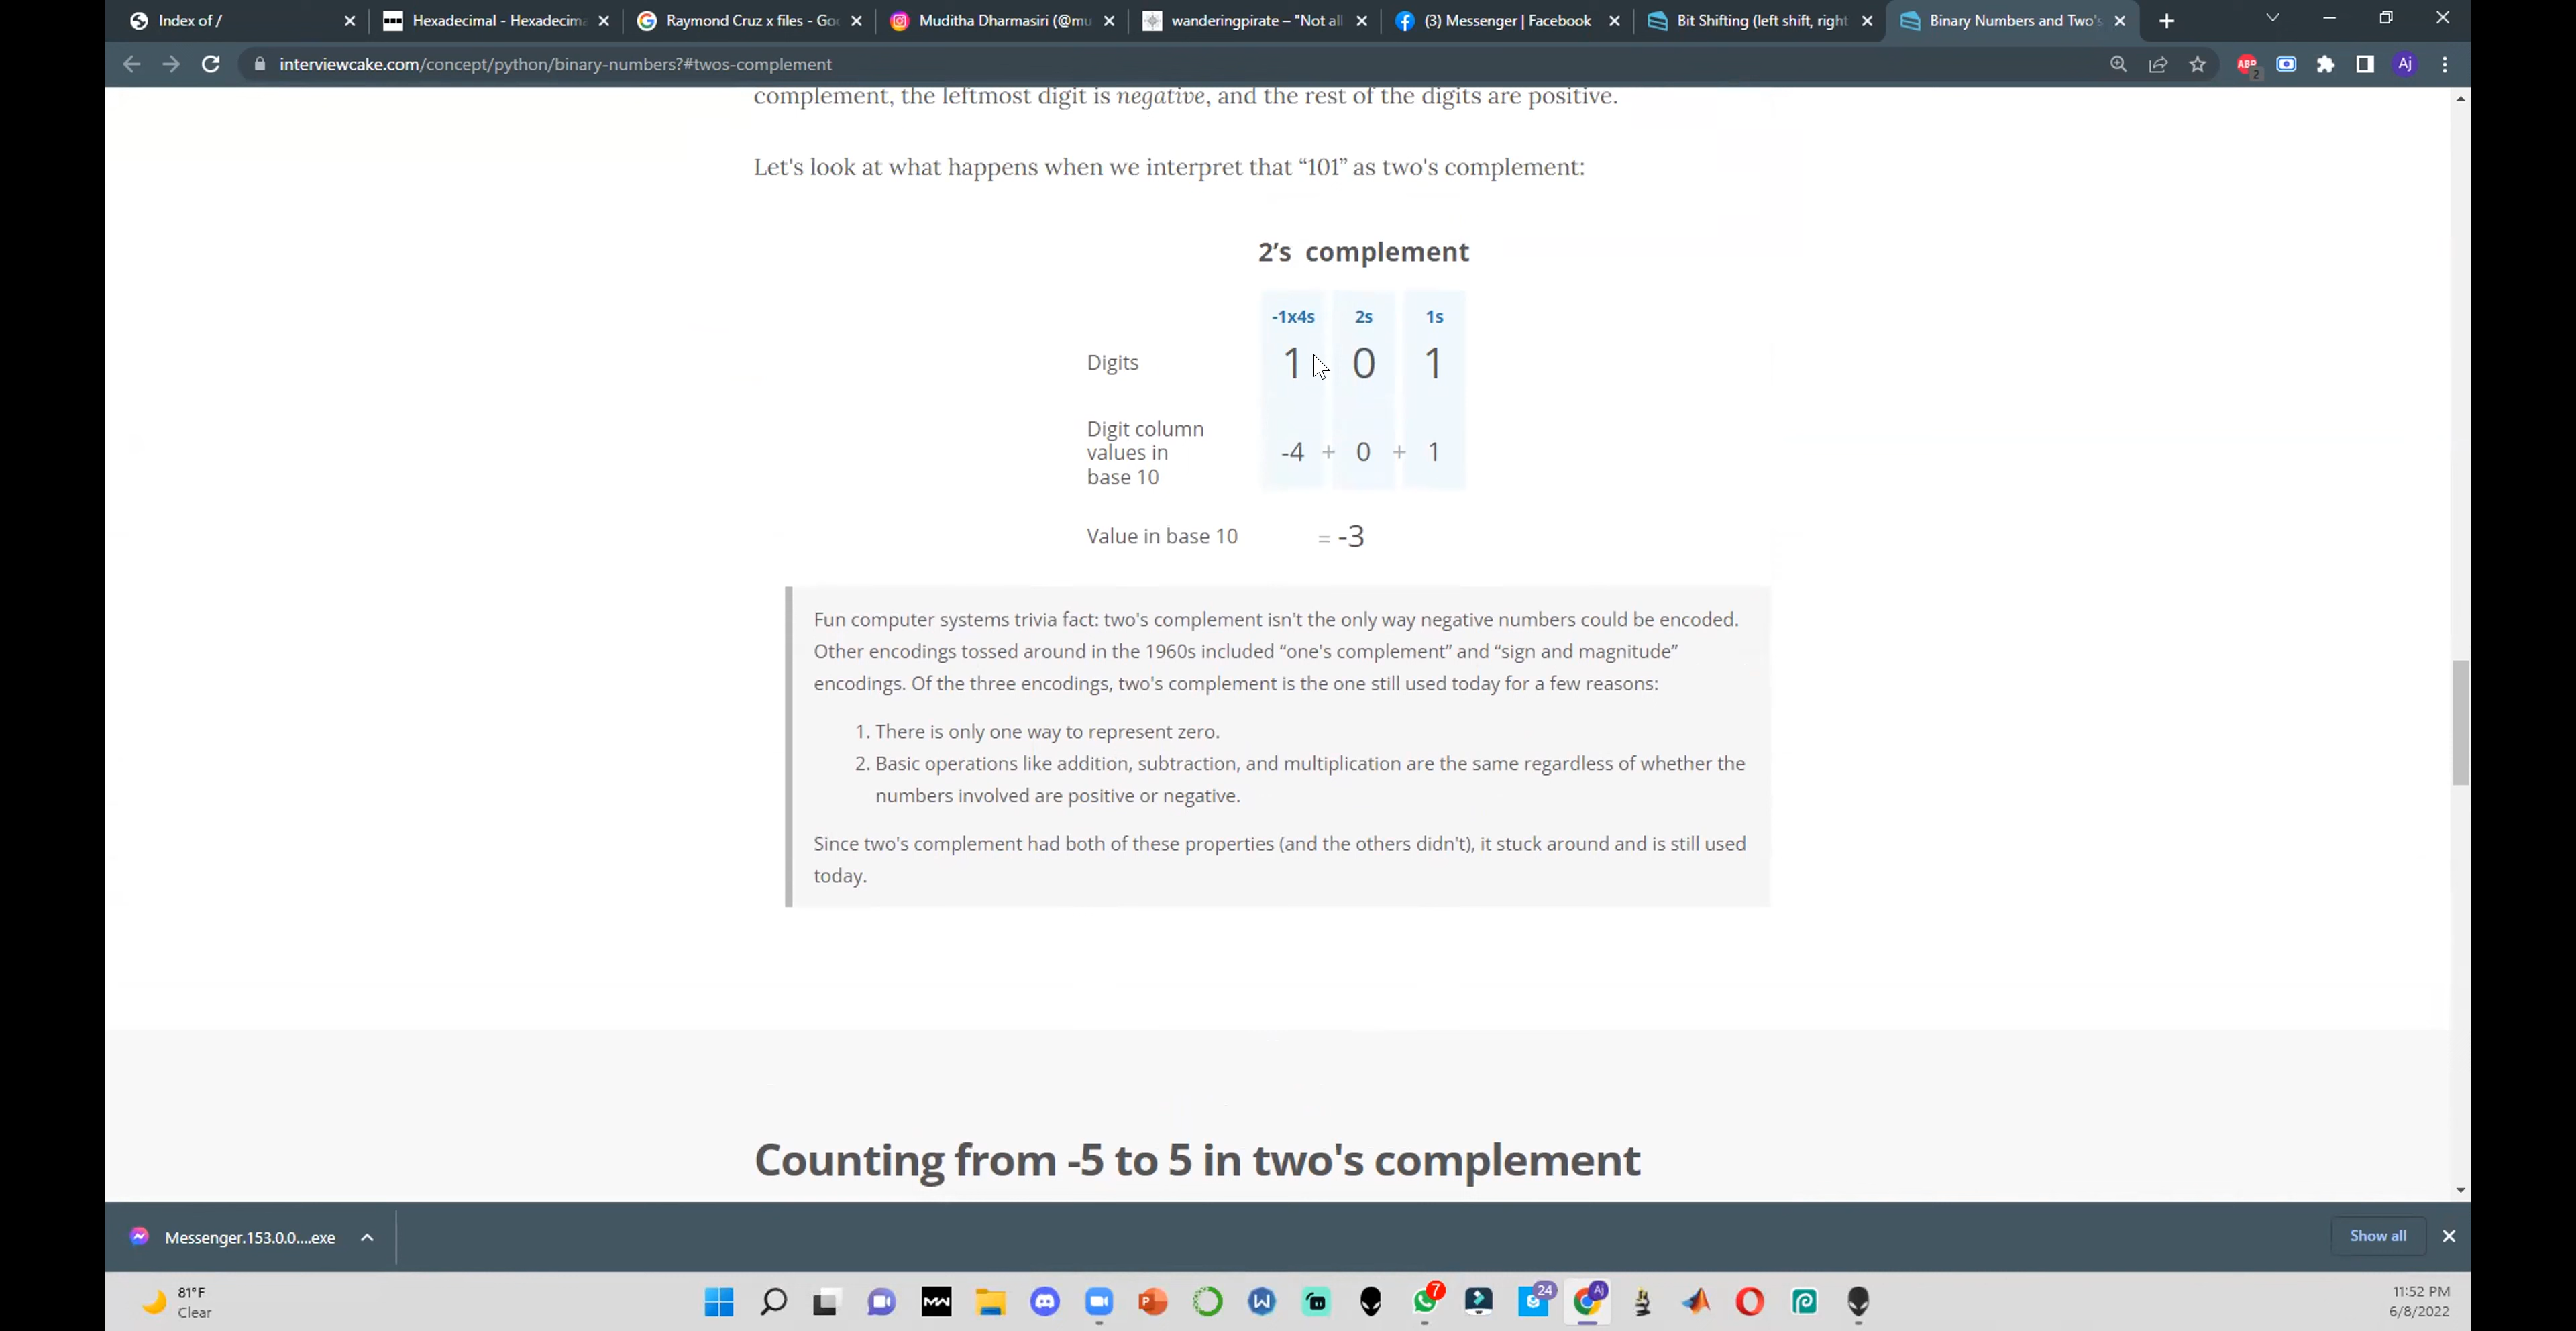 Index of /
Hexadecimal - Hexadecima
Raymond Cruz x files - Goo
Muditha Dharmasiri (@mu
wanderingpirate – "Not all
(3) Messenger | Facebook
Bit Shifting (left shift, right
Binary Numbers and Two's
interviewcake.com/concept/python/binary-numbers?#twos-complement
ABP
2
Aj
complement, the leftmost digit is negative, and the rest of the digits are positive.
Let's look at what happens when we interpret that “101” as two's complement:
2’s complement
-1x4s 2s 1s
Digits 1 0 1
Digit column
values in -4 + 0 + 1
base 10
Value in base 10 = -3
Fun computer systems trivia fact: two's complement isn't the only way negative numbers could be encoded.
Other encodings tossed around in the 1960s included “one's complement” and “sign and magnitude”
encodings. Of the three encodings, two's complement is the one still used today for a few reasons:
1. There is only one way to represent zero.
2. Basic operations like addition, subtraction, and multiplication are the same regardless of whether the
numbers involved are positive or negative.
Since two's complement had both of these properties (and the others didn't), it stuck around and is still used
today.
Counting from -5 to 5 in two's complement
Messenger.153.0.0....exe
Show all
81°F
Clear
MW
P
W
7
24
Aj
11:52 PM
6/8/2022